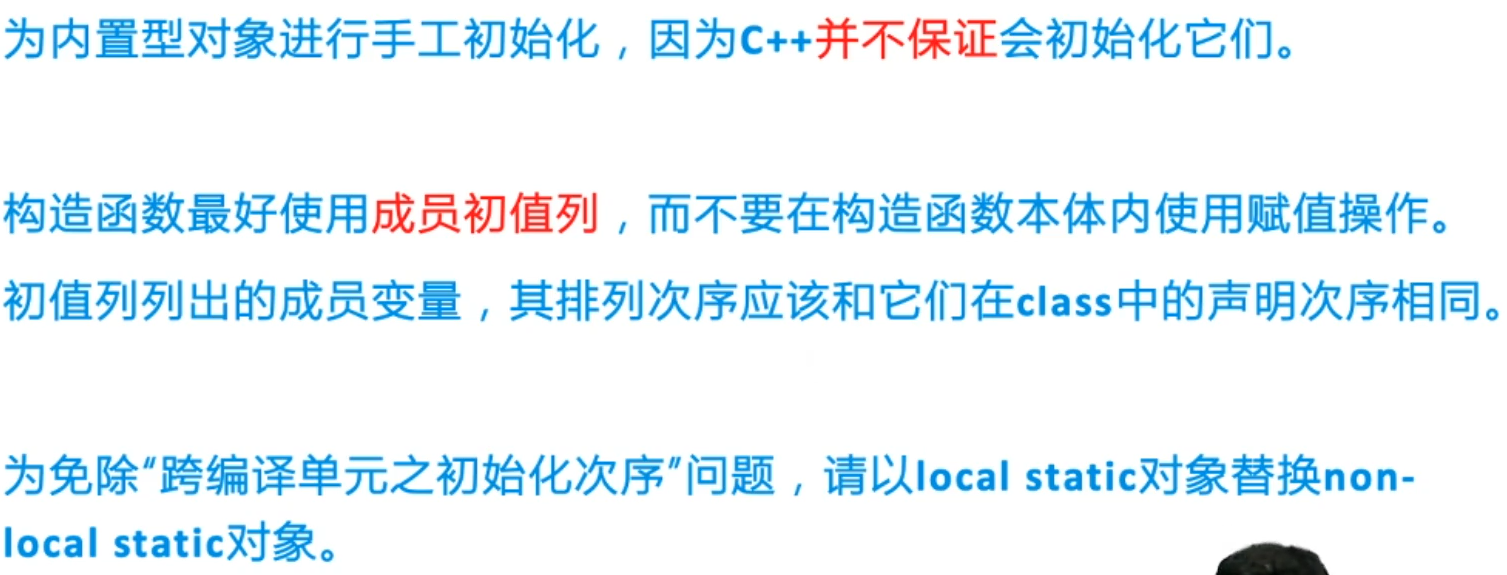 为内置型对象进行手工初始化，因为C++并不保证会初始化它们。
构造函数最好使用成员初值列，而不要在构造函数本体内使用赋值操作。
初值列列出的成员变量，其排列次序应该和它们在class中的声明次序相同。
为免除“跨编译单元之初始化次序”问题，请以local static对象替换non-
local static对象。